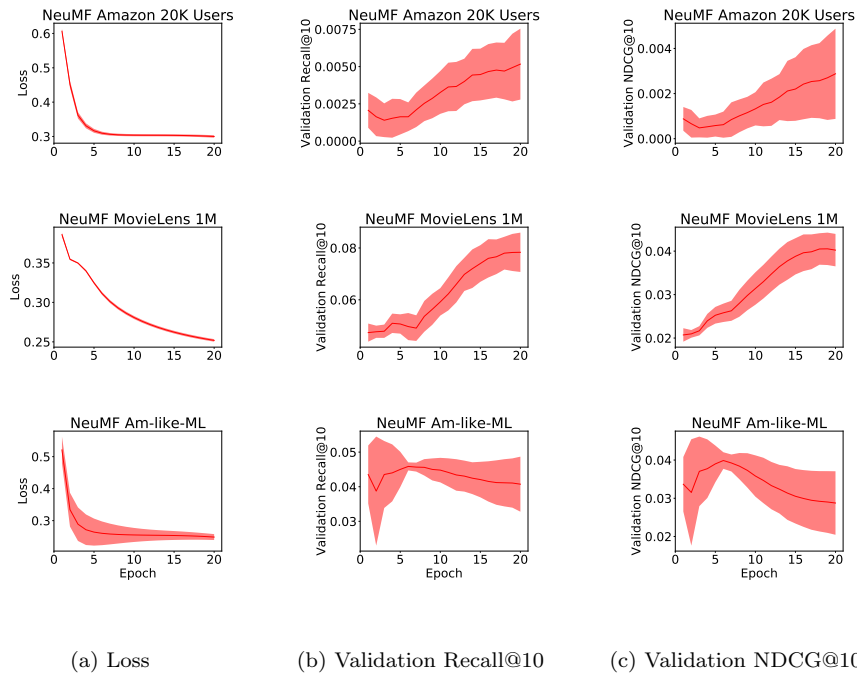 NeuMF Amazon 20K Users
NeuMF Amazon 20K Users
NeuMF Amazon 20K Users
Loss
0.6
0.5
0.4
0.3
0 5 10 15 20
Validation Recall@10
0.0075
0.0050
0.0025
0.0000
0 5 10 15 20
Validation NDCG@10
0.004
0.002
0.000
0 5 10 15 20
NeuMF MovieLens 1M
NeuMF MovieLens 1M
NeuMF MovieLens 1M
Loss
0.35
0.30
0.25
0 5 10 15 20
Validation Recall@10
0.08
0.06
0 5 10 15 20
Validation NDCG@10
0.04
0.03
0.02
0 5 10 15 20
NeuMF Am-like-ML
NeuMF Am-like-ML
NeuMF Am-like-ML
Loss
0.5
0.3
0 5 10 15 20
Epoch
Validation Recall@10
0.05
0.04
0.03
0 5 10 15 20
Epoch
Validation NDCG@10
0.04
0.03
0.02
0 5 10 15 20
Epoch
(a) Loss
(b) Validation Recall@10
(c) Validation NDCG@10